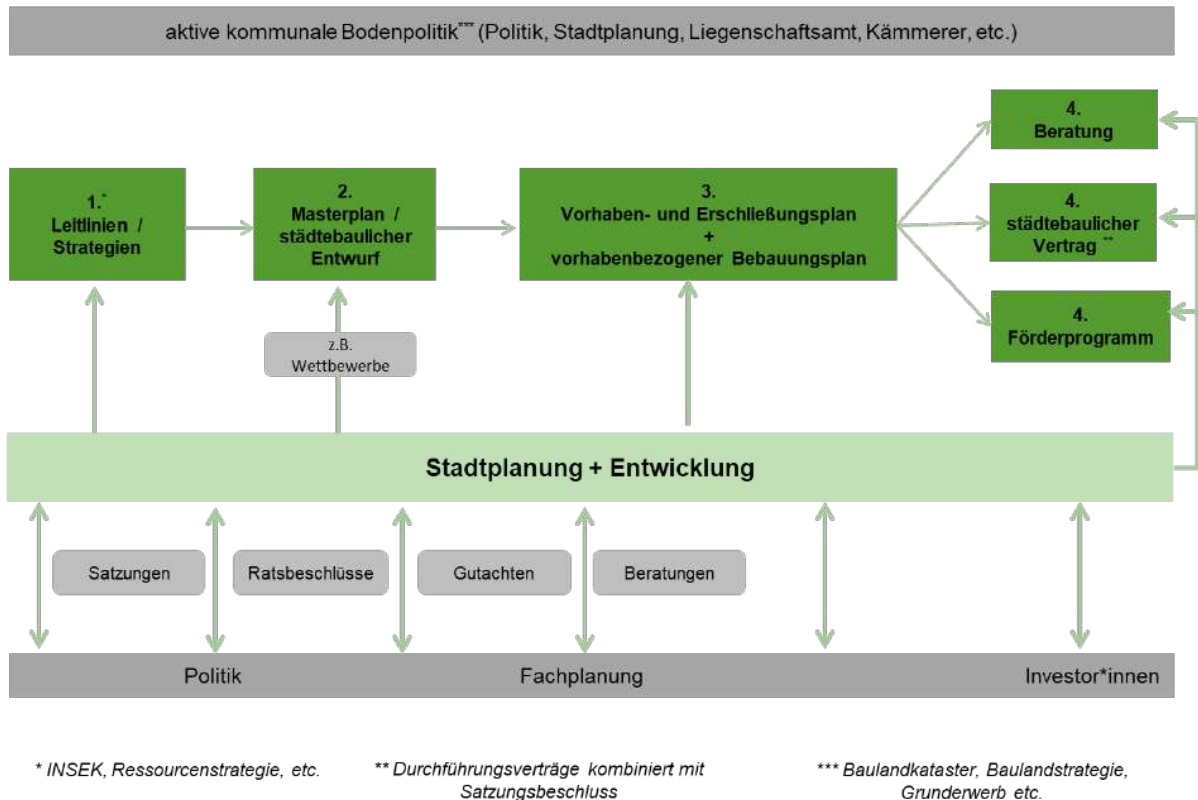 aktive kommunale Bodenpolitik*** (Politik, Stadtplanung, Liegenschaftsamt, Kämmerer, etc.)
1.*
Leitlinien /
Strategien
2.
Masterplan /
städtebaulicher
Entwurf
3.
Vorhaben- und Erschließungsplan
+
vorhabenbezogener Bebauungsplan
4.
Beratung
4.
städtebaulicher
Vertrag **
4.
Förderprogramm
z.B.
Wettbewerbe
Stadtplanung + Entwicklung
Satzungen
Ratsbeschlüsse
Gutachten
Beratungen
Politik
Fachplanung
Investor*innen
* INSEK, Ressourcenstrategie, etc.
** Durchführungsverträge kombiniert mit
Satzungsbeschluss
*** Baulandkataster, Baulandstrategie,
Grunderwerb etc.